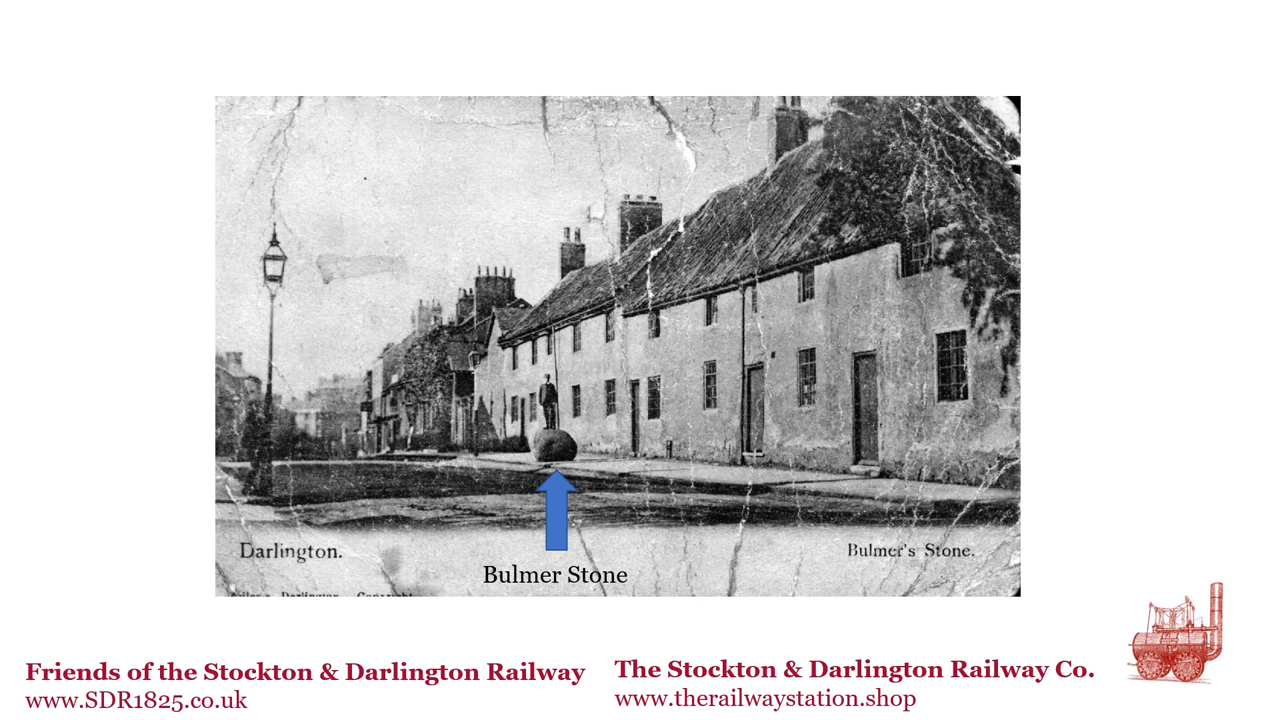 Darlington.
Bulmer's Stone.
Bulmer Stone
Darlington
Friends of the Stockton & Darlington Railway
www.SDR1825.co.uk
The Stockton & Darlington Railway Co.
www.therailwaystation.shop